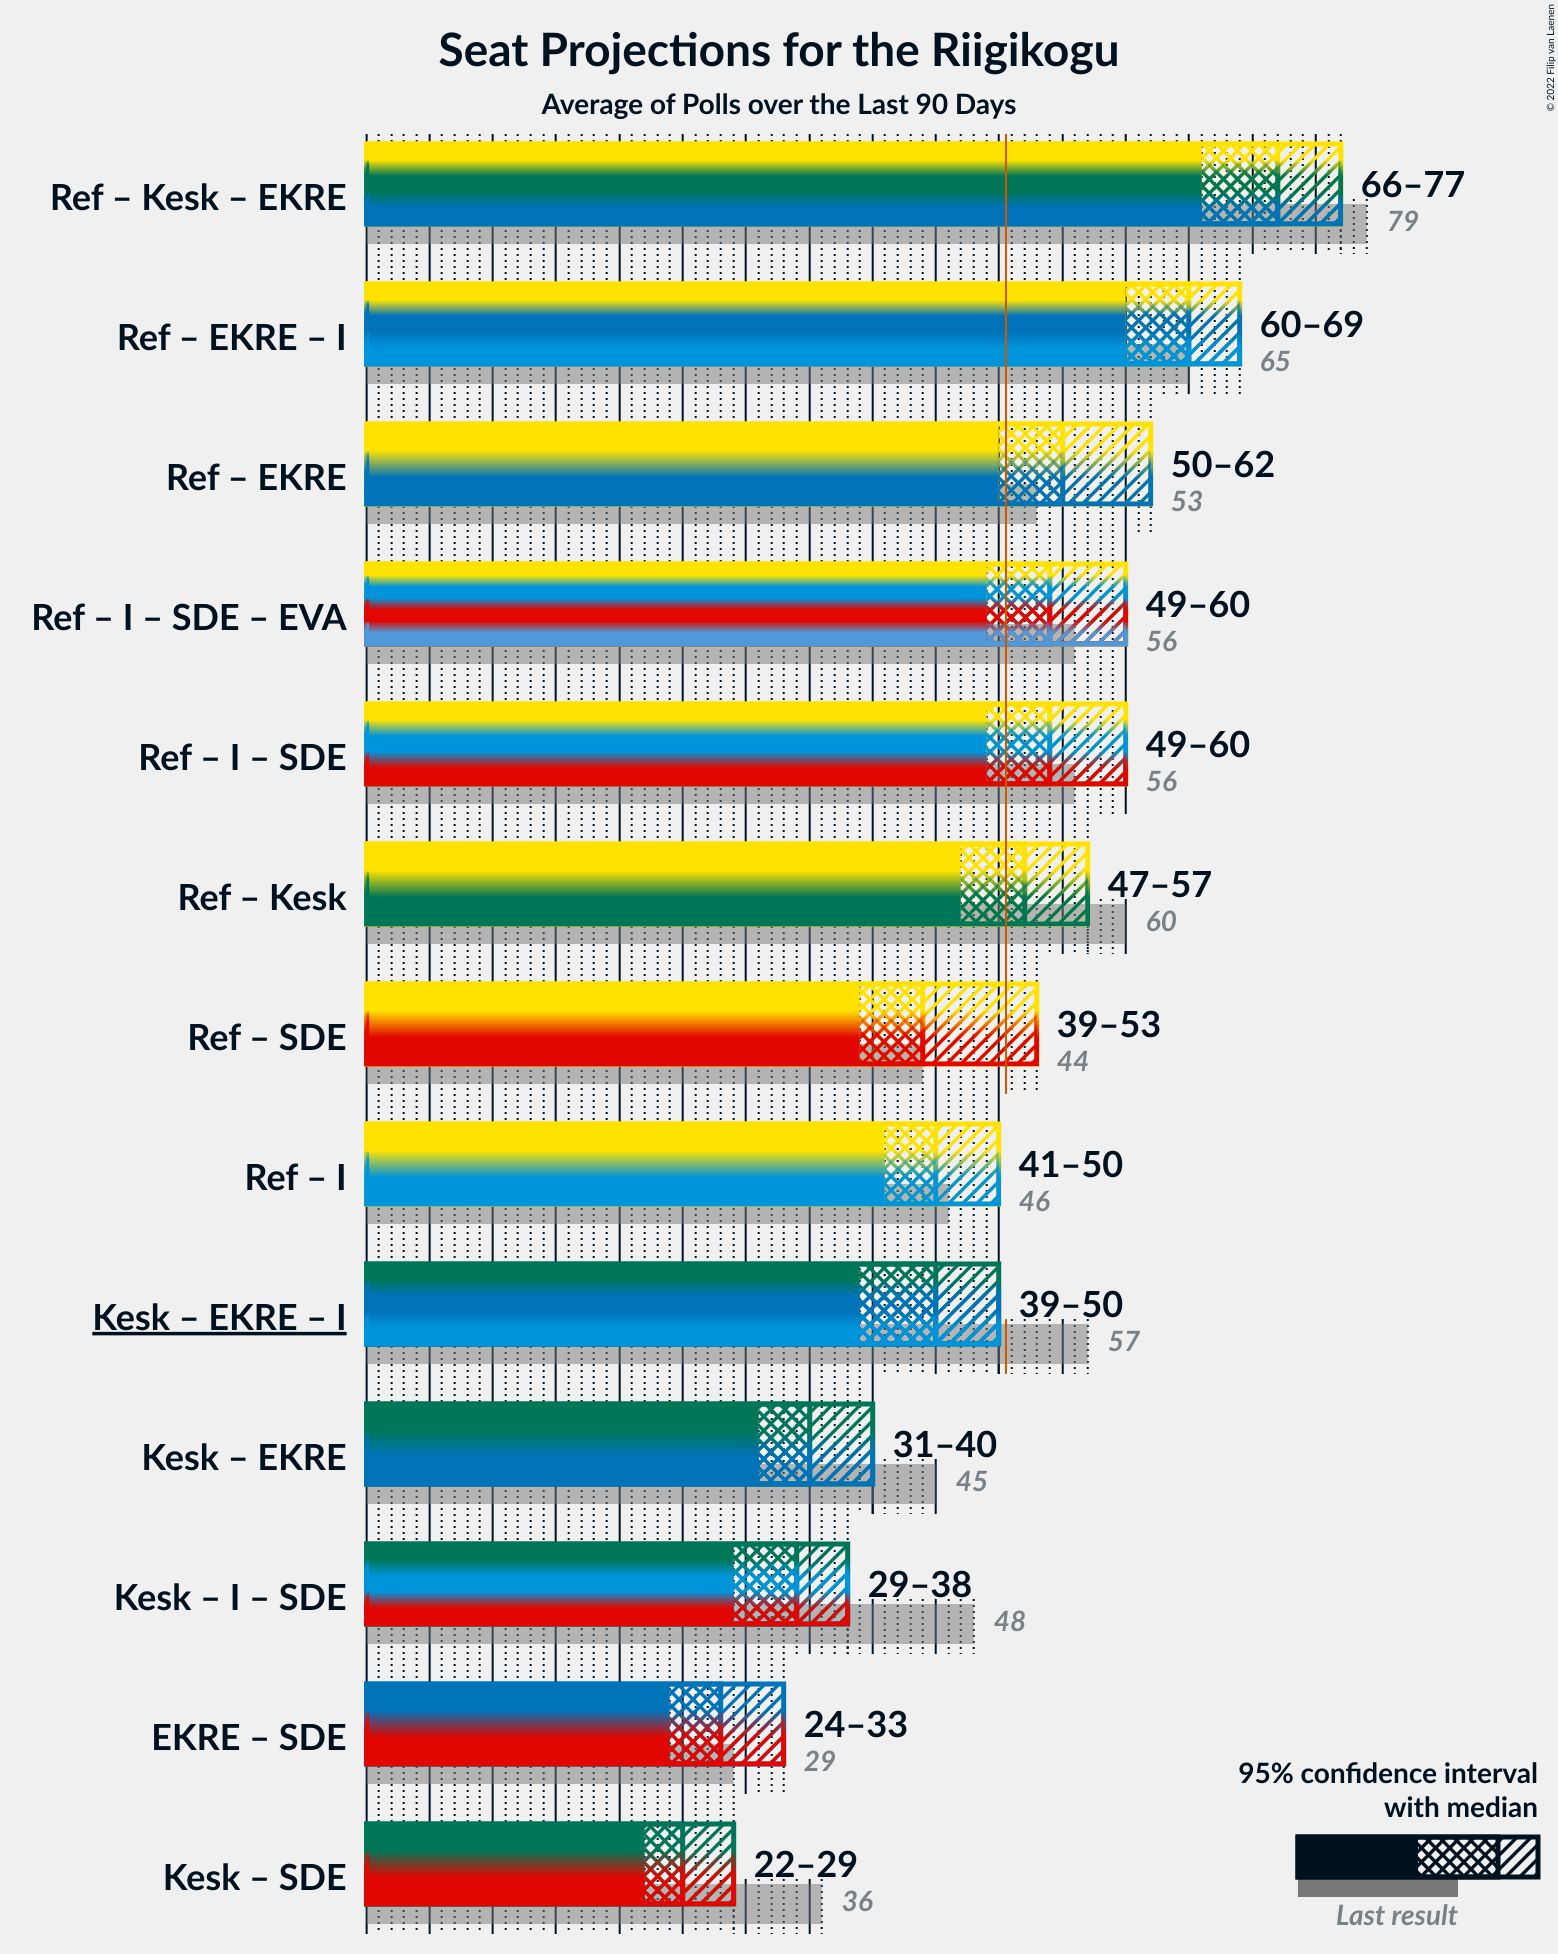 Seat Projections for the Riigikogu
Average of Polls over the Last 90 Days
© 2022 Filip van Laenen
Ref – Kesk – EKRE
66–77
79
Ref – EKRE – I
60–69
65
Ref – EKRE
50–62
53
Ref – I – SDE – EVA
49–60
56
Ref – I – SDE
49–60
56
Ref – Kesk
47–57
60
Ref – SDE
39–53
44
Ref – I
41–50
46
Kesk – EKRE – I
39–50
57
Kesk – EKRE
31–40
45
Kesk – I – SDE
29–38
48
EKRE – SDE
24–33
29
Kesk – SDE
22–29
36
95% confidence interval
with median
Last result